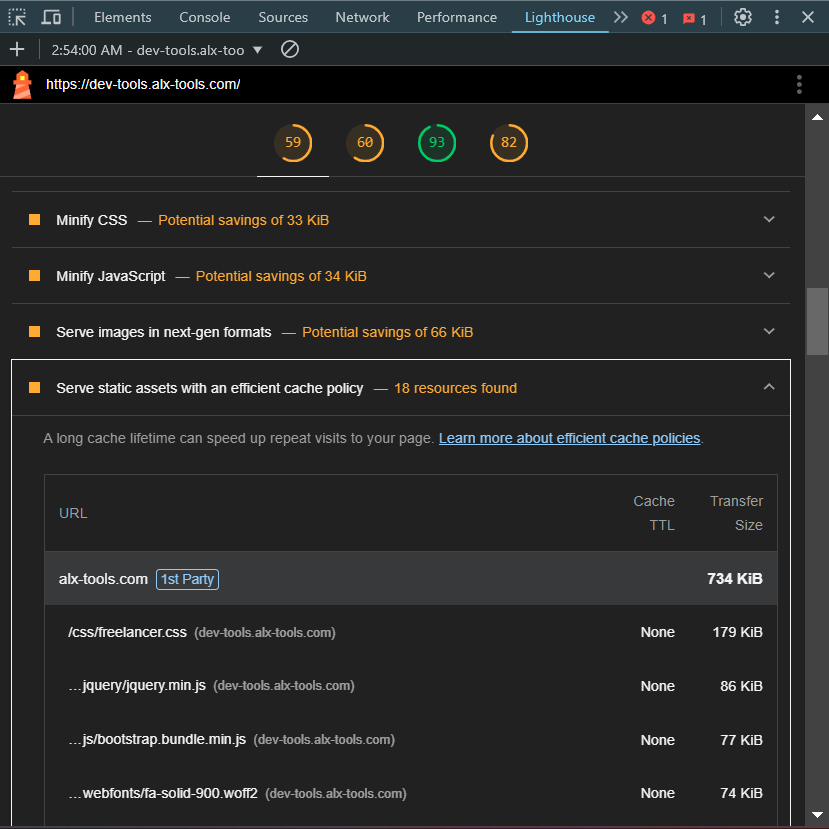 Elements Console Sources Network Performance Lighthouse 1 1
2:54:00 AM - dev-tools.alx-too
https://dev-tools.alx-tools.com/
59 60 93 82
Minify CSS — Potential savings of 33 KiB
Minify JavaScript — Potential savings of 34 KiB
Serve images in next-gen formats — Potential savings of 66 KiB
Serve static assets with an efficient cache policy — 18 resources found
A long cache lifetime can speed up repeat visits to your page. Learn more about efficient cache policies.
URL Cache TTL Transfer Size
alx-tools.com 1st Party 734 KiB
/css/freelancer.css (dev-tools.alx-tools.com) None 179 KiB
…jquery/jquery.min.js (dev-tools.alx-tools.com) None 86 KiB
…js/bootstrap.bundle.min.js (dev-tools.alx-tools.com) None 77 KiB
…webfonts/fa-solid-900.woff2 (dev-tools.alx-tools.com) None 74 KiB